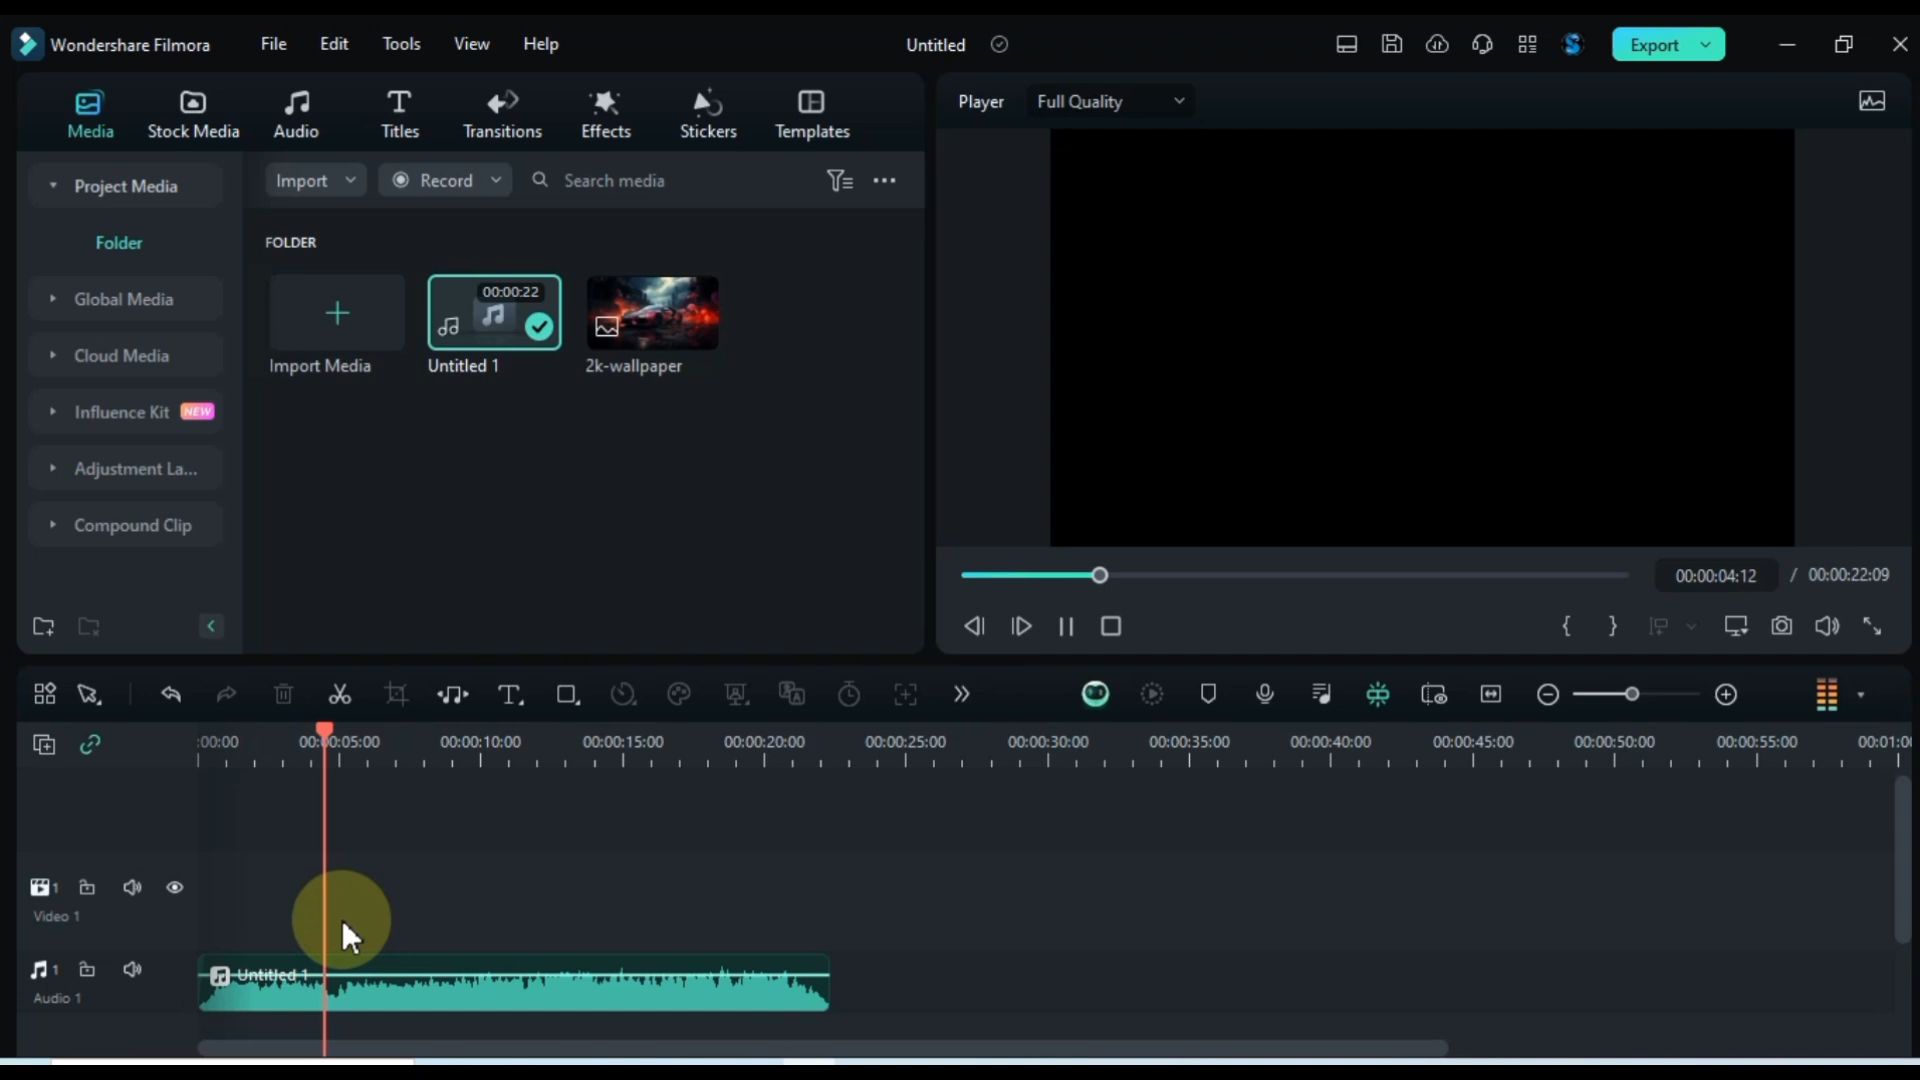 Wondershare Filmora File Edit Tools View Help Untitled Export
Media Stock Media Audio Titles Transitions Effects Stickers Templates
Player Full Quality
Project Media
Import Record Search media
Folder
FOLDER
Global Media
00:00:22
Cloud Media
Import Media Untitled 1 2k-wallpaper
Influence Kit NEW
Adjustment La...
Compound Clip
00:00:04:12 / 00:00:22:09
:00:00 00:00:05:00 00:00:10:00 00:00:15:00 00:00:20:00 00:00:25:00 00:00:30:00 00:00:35:00 00:00:40:00 00:00:45:00 00:00:50:00 00:00:55:00 00:01:0
1
Video 1
1 Untitled 1
Audio 1